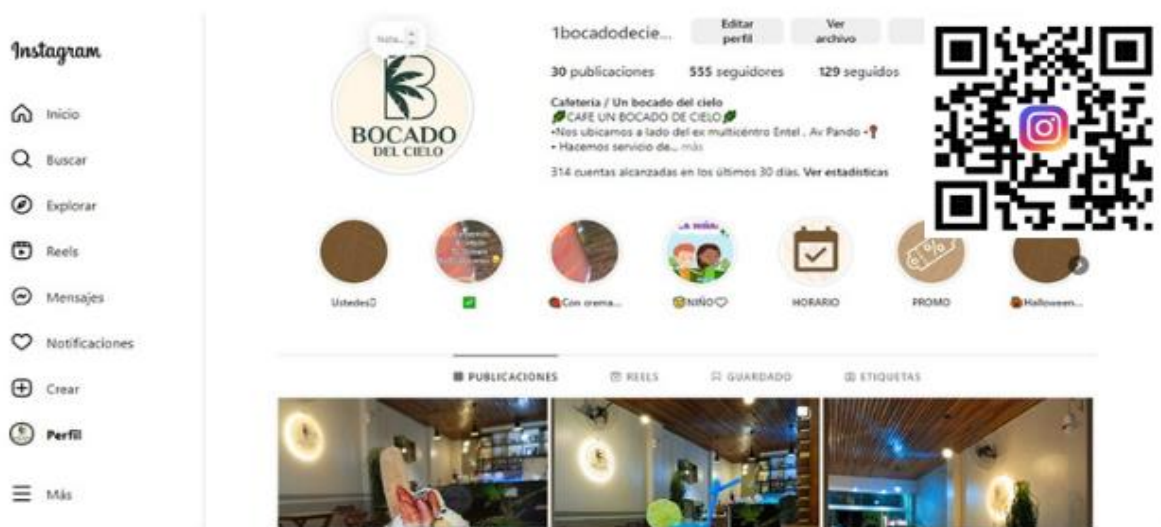 Instagram
Inicio
Buscar
Explorar
Reels
Mensajes
Notificaciones
Crear
Perfil
Más
Nota...
B
BOCADO
DEL CIELO
1bocadodecie...
Editar perfil
Ver archivo
30 publicaciones 555 seguidores 129 seguidos
Cafetería / Un bocado del cielo
CAFE UN BOCADO DE CIELO
•Nos ubicamos a lado del ex multicentro Entel , Av Pando •
• Hacemos servicio de... más
314 cuentas alcanzadas en los últimos 30 días. Ver estadísticas
Ustedes
Con crema...
NIÑO
HORARIO
PROMO
Halloween...
PUBLICACIONES REELS GUARDADO ETIQUETAS